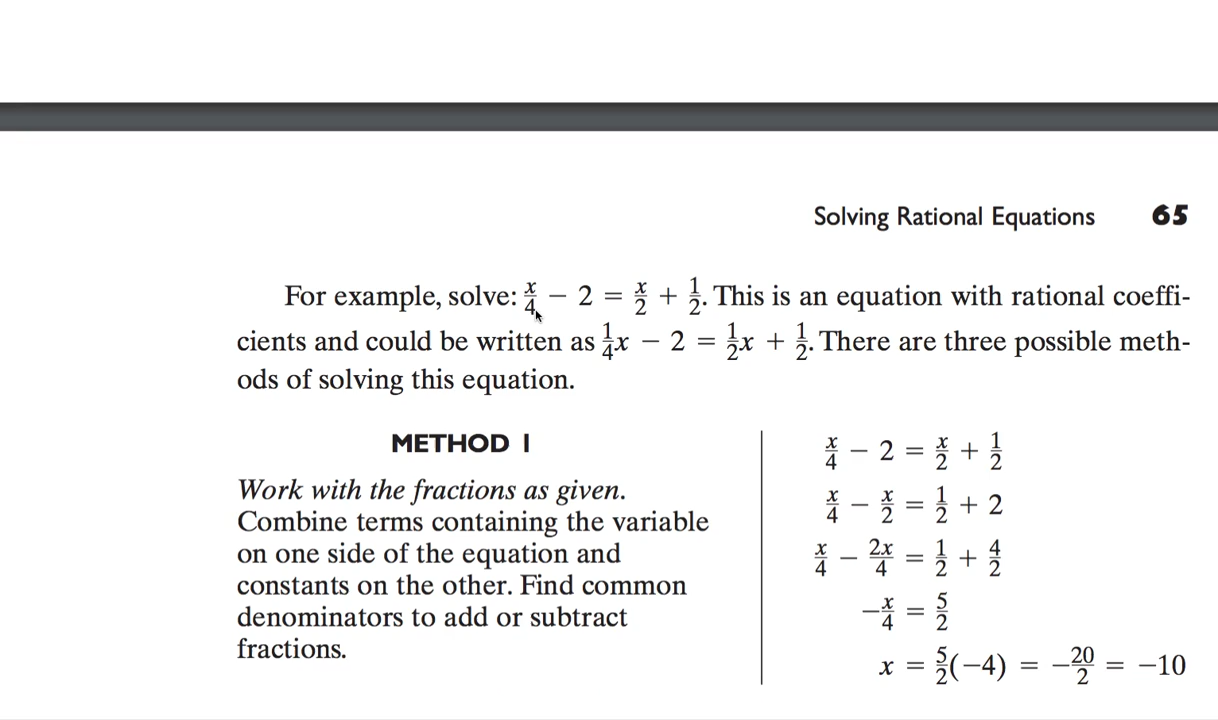 Solving Rational Equations 65
For example, solve: x/4 − 2 = x/2 + 1/2. This is an equation with rational coeffi-
cients and could be written as 1/4x − 2 = 1/2x + 1/2. There are three possible meth-
ods of solving this equation.
METHOD 1
Work with the fractions as given.
Combine terms containing the variable
on one side of the equation and
constants on the other. Find common
denominators to add or subtract
fractions.
x/4 − 2 = x/2 + 1/2
x/4 − x/2 = 1/2 + 2
x/4 − 2x/4 = 1/2 + 4/2
−x/4 = 5/2
x = 5/2(−4) = −20/2 = −10